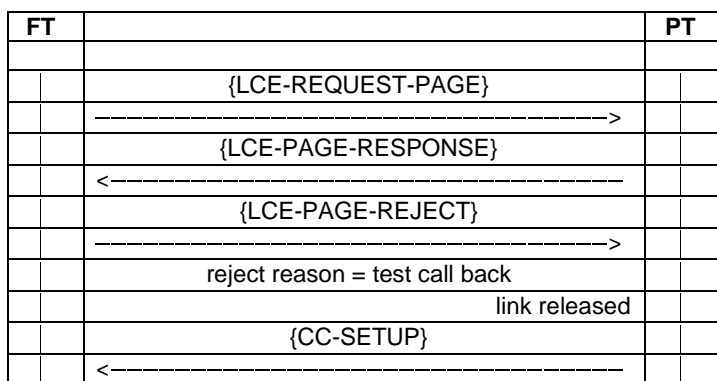 FT PT
{LCE-REQUEST-PAGE}
————————————————>
{LCE-PAGE-RESPONSE}
<————————————————
{LCE-PAGE-REJECT}
————————————————>
reject reason = test call back
link released
{CC-SETUP}
<————————————————